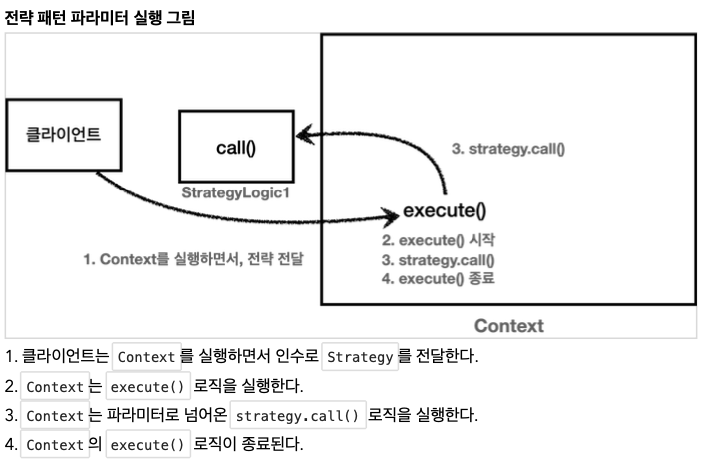 전략 패턴 파라미터 실행 그림
클라이언트
call()
StrategyLogic1
3. strategy.call()
execute()
1. Context를 실행하면서, 전략 전달
2. execute() 시작
3. strategy.call()
4. execute() 종료
Context
1. 클라이언트는 Context 를 실행하면서 인수로 Strategy 를 전달한다.
2. Context 는 execute() 로직을 실행한다.
3. Context 는 파라미터로 넘어온 strategy.call() 로직을 실행한다.
4. Context 의 execute() 로직이 종료된다.